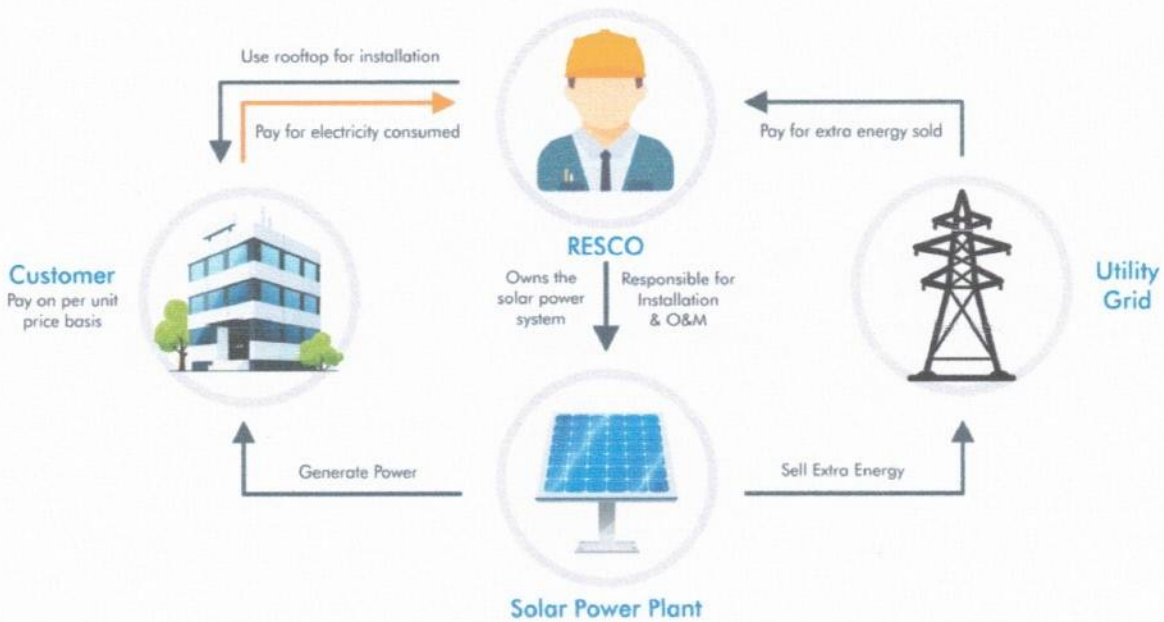 Use rooftop for installation
Pay for electricity consumed
Pay for extra energy sold
RESCO
Owns the
solar power
system
Responsible for
Installation
& O&M
Customer
Pay on per unit
price basis
Utility
Grid
Generate Power
Sell Extra Energy
Solar Power Plant